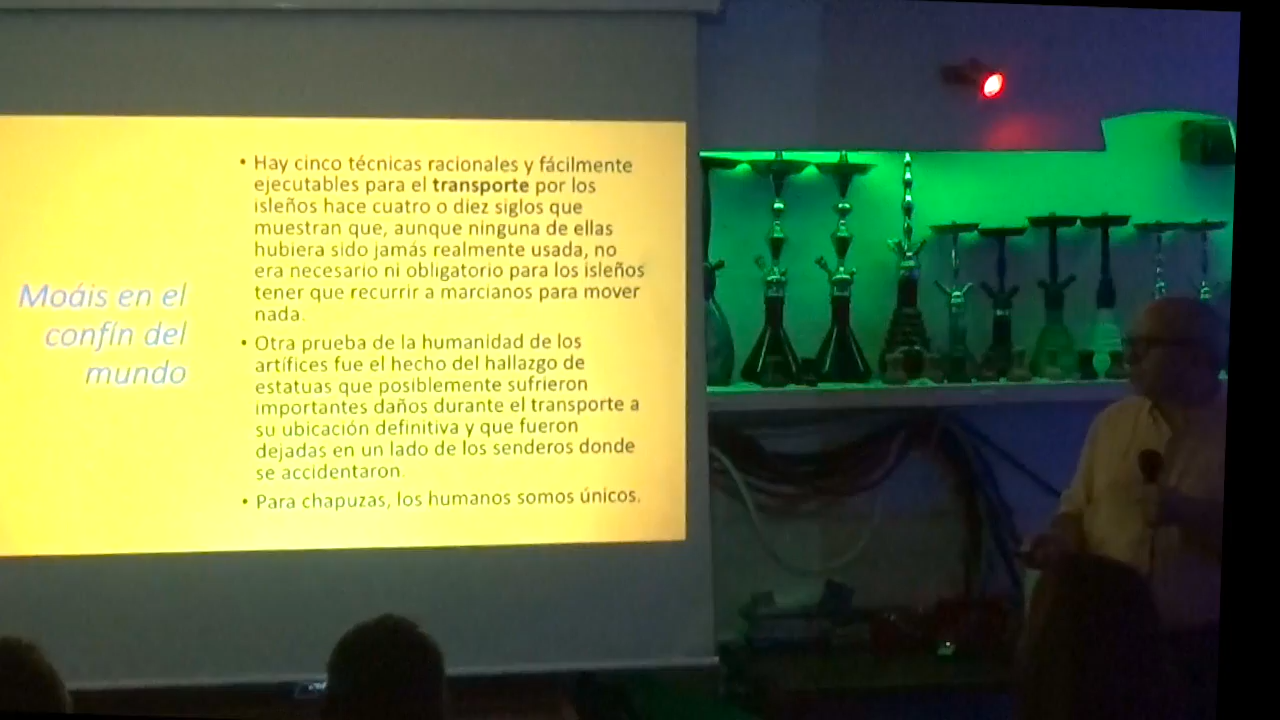 Moáis en el
confín del
mundo
• Hay cinco técnicas racionales y fácilmente
ejecutables para el transporte por los
isleños hace cuatro o diez siglos que
muestran que, aunque ninguna de ellas
hubiera sido jamás realmente usada, no
era necesario ni obligatorio para los isleños
tener que recurrir a marcianos para mover
nada.
• Otra prueba de la humanidad de los
artífices fue el hecho del hallazgo de
estatuas que posiblemente sufrieron
importantes daños durante el transporte a
su ubicación definitiva y que fueron
dejadas en un lado de los senderos donde
se accidentaron.
• Para chapuzas, los humanos somos únicos.